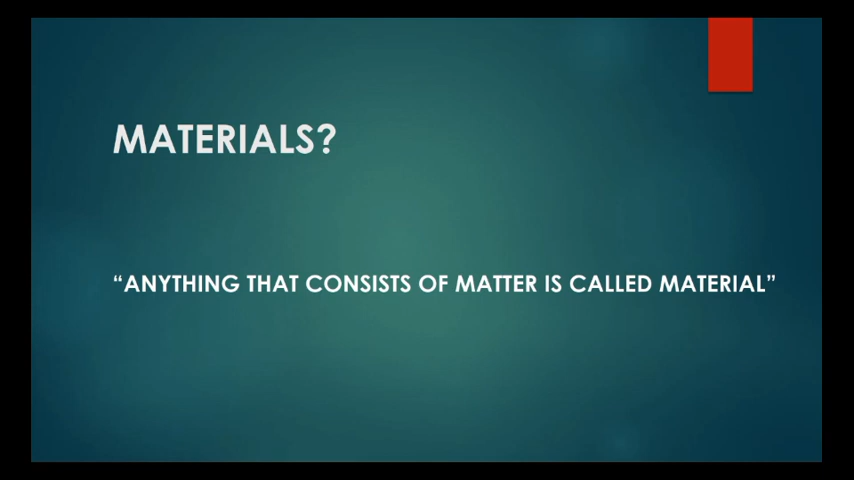 MATERIALS?
“ANYTHING THAT CONSISTS OF MATTER IS CALLED MATERIAL”